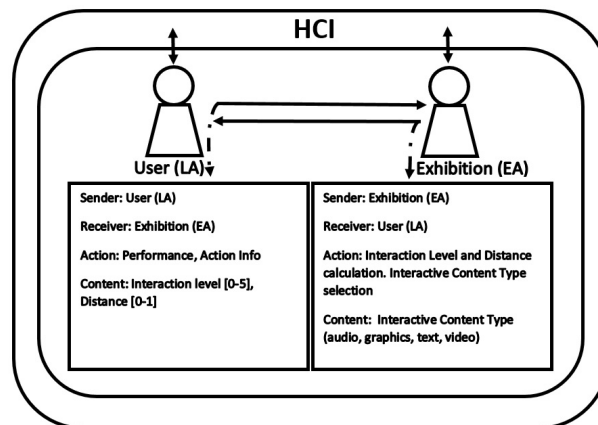 HCI
User (LA)
Exhibition (EA)
Sender: User (LA)
Receiver: Exhibition (EA)
Action: Performance, Action Info
Content: Interaction level [0-5],
Distance [0-1]
Sender: Exhibition (EA)
Receiver: User (LA)
Action: Interaction Level and Distance
calculation. Interactive Content Type
selection
Content: Interactive Content Type
(audio, graphics, text, video)